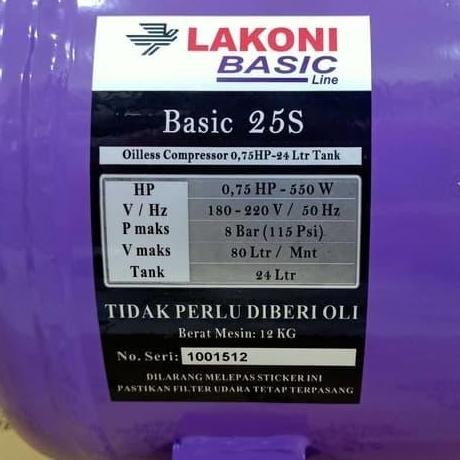 LAKONI
BASIC
Line
Basic 25S
Oilless Compressor 0,75HP-24 Ltr Tank
HP 0,75 HP - 550 W
V / Hz 180 - 220 V / 50 Hz
P maks 8 Bar (115 Psi)
V maks 80 Ltr / Mnt
Tank 24 Ltr
TIDAK PERLU DIBERI OLI
Berat Mesin: 12 KG
No. Seri: 1001512
DILARANG MELEPAS STICKER INI
PASTIKAN FILTER UDARA TETAP TERPASANG